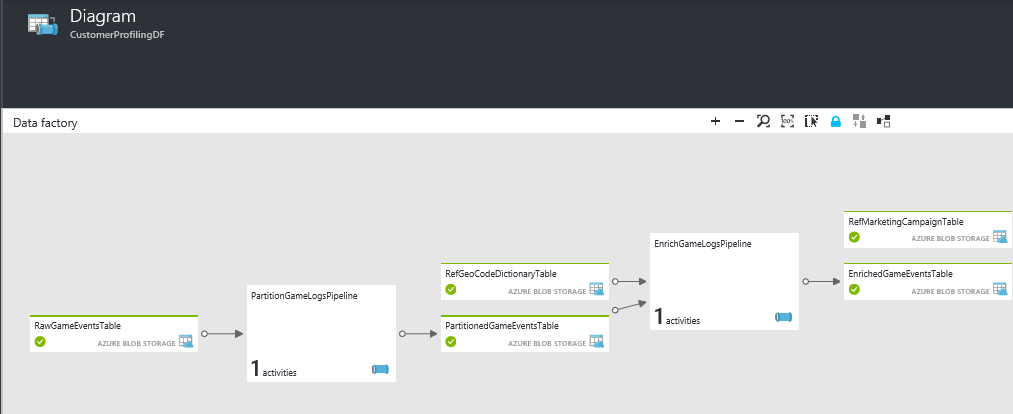 Diagram
CustomerProfilingDF
Data factory
100%
RawGameEventsTable
AZURE BLOB STORAGE
PartitionGameLogsPipeline
1 activities
RefGeoCodeDictionaryTable
AZURE BLOB STORAGE
PartitionedGameEventsTable
AZURE BLOB STORAGE
EnrichGameLogsPipeline
1 activities
RefMarketingCampaignTable
AZURE BLOB STORAGE
EnrichedGameEventsTable
AZURE BLOB STORAGE